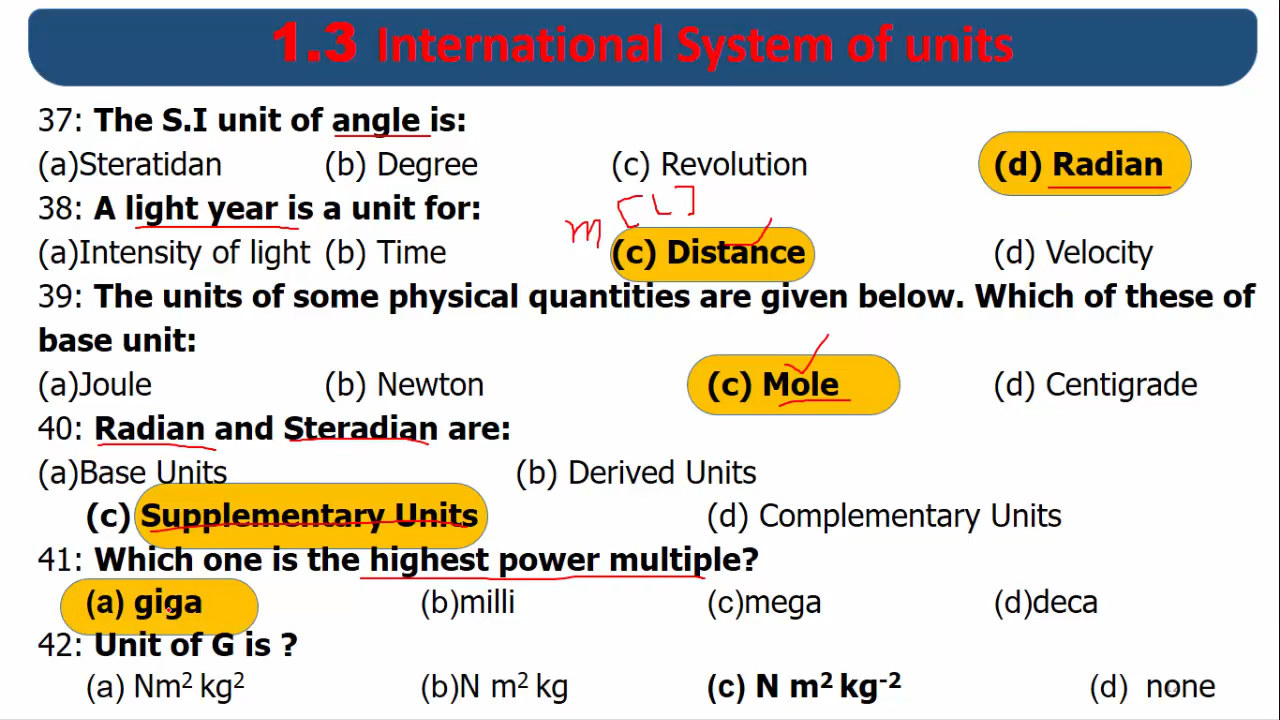 1.3 International System of units
37: The S.I unit of angle is:
(a)Steratidan (b) Degree (c) Revolution (d) Radian
38: A light year is a unit for:
m [L]
(a)Intensity of light (b) Time (c) Distance (d) Velocity
39: The units of some physical quantities are given below. Which of these of
base unit:
(a)Joule (b) Newton (c) Mole (d) Centigrade
40: Radian and Steradian are:
(a)Base Units (b) Derived Units
(c) Supplementary Units (d) Complementary Units
41: Which one is the highest power multiple?
(a) giga (b)milli (c)mega (d)deca
42: Unit of G is ?
(a) Nm² kg² (b)N m² kg (c) N m² kg⁻² (d) none